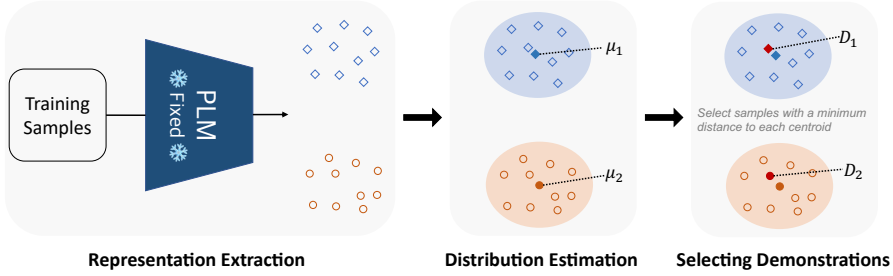 Training
Samples
PLM
Fixed
μ₁
μ₂
D₁
Select samples with a minimum
distance to each centroid
D₂
Representation Extraction
Distribution Estimation
Selecting Demonstrations